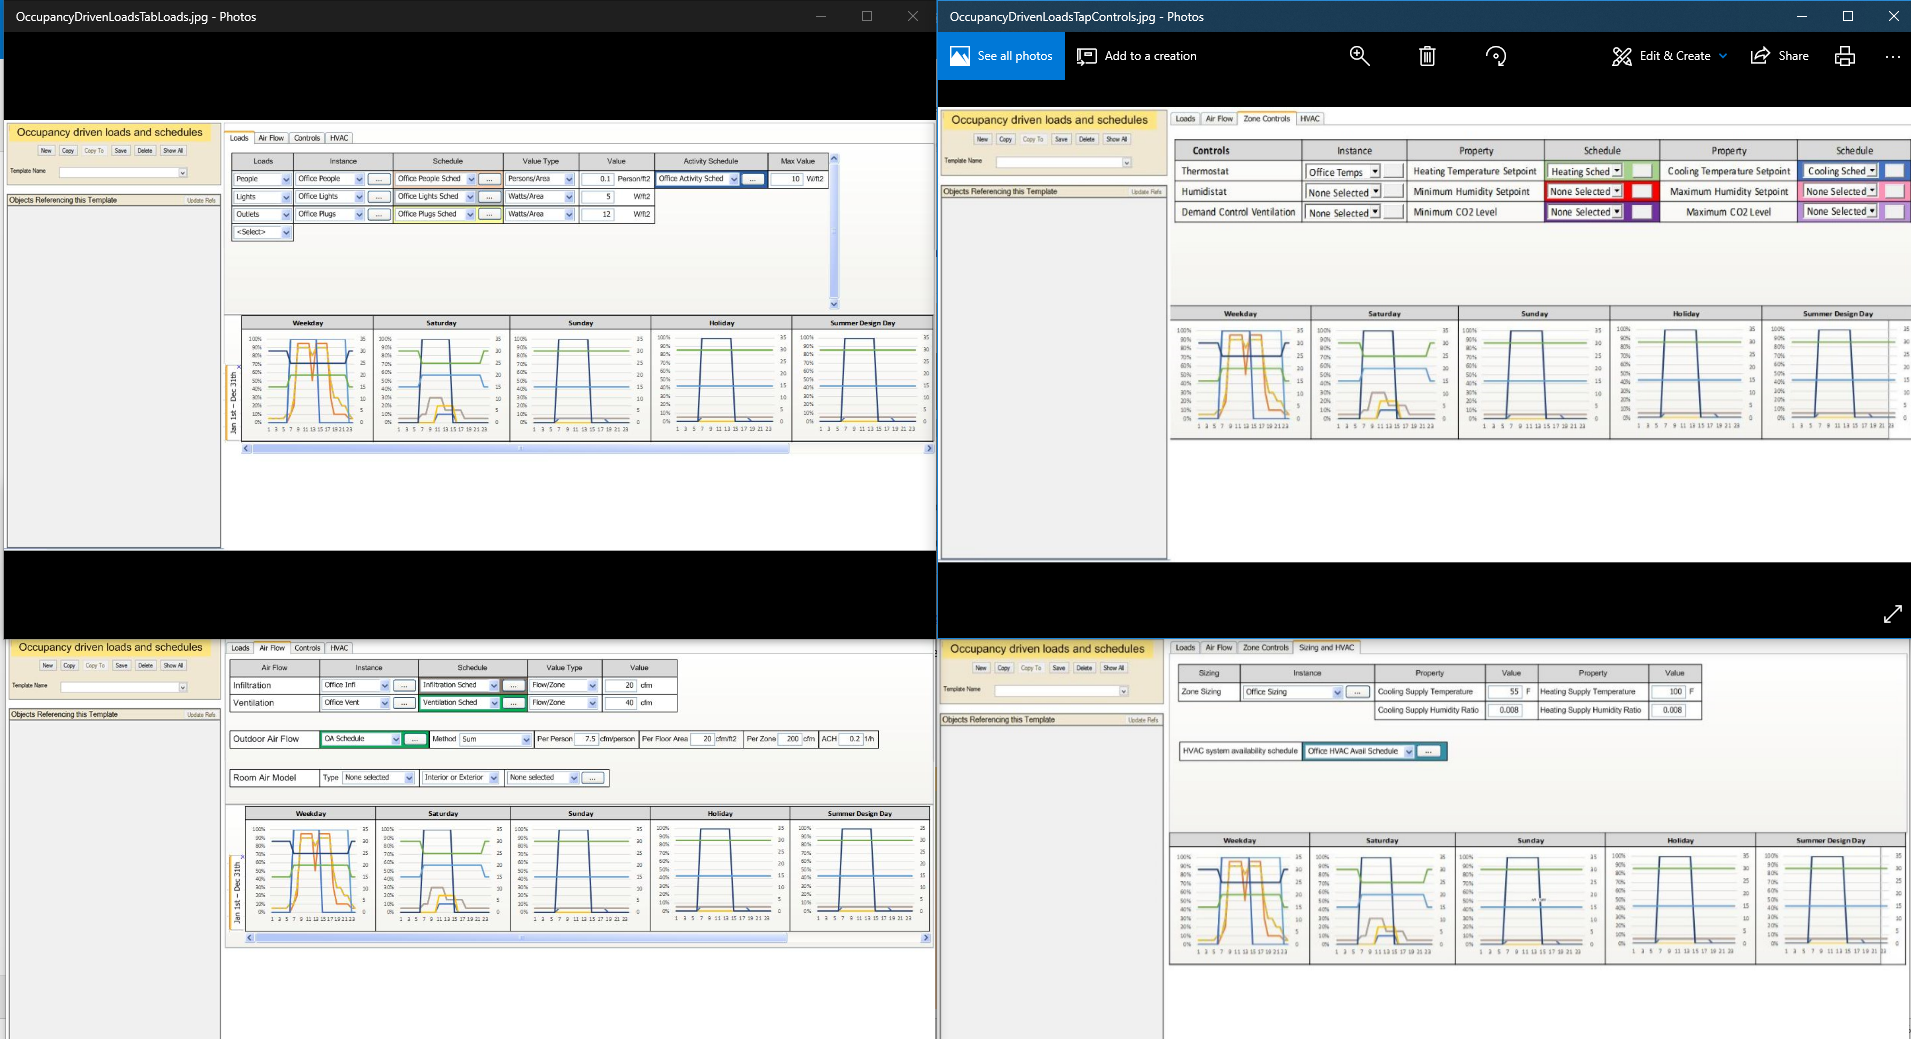 OccupancyDrivenLoadsTabLoads.jpg - Photos
Occupancy driven loads and schedules
New Copy Copy To Save Delete Show All
Template Name
Objects Referencing this Template Update Refs
Loads Air Flow Controls HVAC
Loads Instance Schedule Value Type Value Activity Schedule Max Value
People Office People ... Office People Sched ... Persons/Area 0.1 Person/ft2 Office Activity Sched ... 10 W/ft2
Lights Office Lights ... Office Lights Sched ... Watts/Area 5 W/ft2
Outlets Office Plugs ... Office Plugs Sched ... Watts/Area 12 W/ft2
<Select>
Weekday Saturday Sunday Holiday Summer Design Day
Jan 1st – Dec 31th
OccupancyDrivenLoadsTapControls.jpg - Photos
See all photos Add to a creation Edit & Create Share ...
Occupancy driven loads and schedules
New Copy Copy To Save Delete Show All
Template Name
Objects Referencing this Template Update Refs
Loads Air Flow Zone Controls HVAC
Controls Instance Property Schedule Property Schedule
Thermostat Office Temps Heating Temperature Setpoint Heating Sched Cooling Temperature Setpoint Cooling Sched
Humidistat None Selected Minimum Humidity Setpoint None Selected Maximum Humidity Setpoint None Selected
Demand Control Ventilation None Selected Minimum CO2 Level None Selected Maximum CO2 Level None Selected
Weekday Saturday Sunday Holiday Summer Design Day
Occupancy driven loads and schedules
New Copy Copy To Save Delete Show All
Template Name
Objects Referencing this Template Update Refs
Loads Air Flow Controls HVAC
Air Flow Instance Schedule Value Type Value
Infiltration Office Infl ... Infiltration Sched ... Flow/Zone 20 cfm
Ventilation Office Vent ... Ventilation Sched ... Flow/Zone 40 cfm
Outdoor Air Flow OA Schedule ... Method Sum Per Person 7.5 cfm/person Per Floor Area 20 cfm/ft2 Per Zone 200 cfm ACH 0.2 1/h
Room Air Model Type None selected Interior or Exterior None selected ...
Weekday Saturday Sunday Holiday Summer Design Day
Jan 1st – Dec 31th
Occupancy driven loads and schedules
New Copy Copy To Save Delete Show All
Template Name
Objects Referencing this Template Update Refs
Loads Air Flow Zone Controls Sizing and HVAC
Sizing Instance Property Value Property Value
Zone Sizing Office Sizing ... Cooling Supply Temperature 55 F Heating Supply Temperature 100 F
Cooling Supply Humidity Ratio 0.008 Heating Supply Humidity Ratio 0.008
HVAC system availability schedule Office HVAC Avail Schedule ...
Weekday Saturday Sunday Holiday Summer Design Day